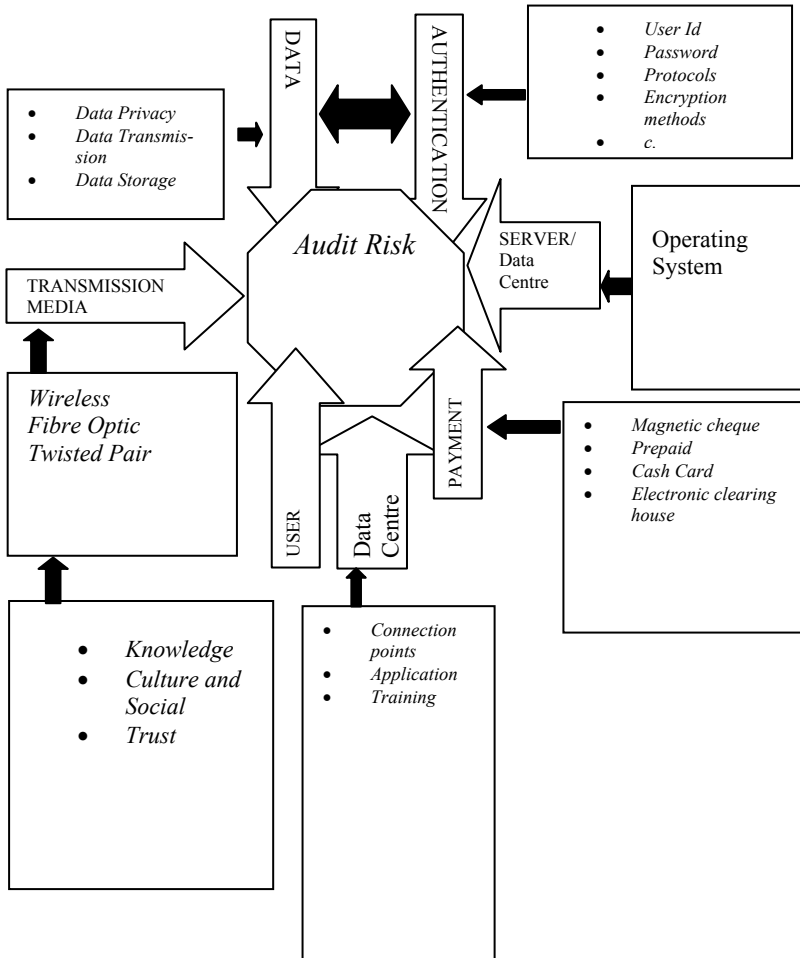 DATA
AUTHENTICATION
• User Id
• Password
• Protocols
• Encryption
methods
• c.
• Data Privacy
• Data Transmis-
sion
• Data Storage
Audit Risk
SERVER/
Data
Centre
Operating
System
TRANSMISSION
MEDIA
Wireless
Fibre Optic
Twisted Pair
USER
Data
Centre
PAYMENT
• Magnetic cheque
• Prepaid
• Cash Card
• Electronic clearing
house
• Knowledge
• Culture and
Social
• Trust
• Connection
points
• Application
• Training